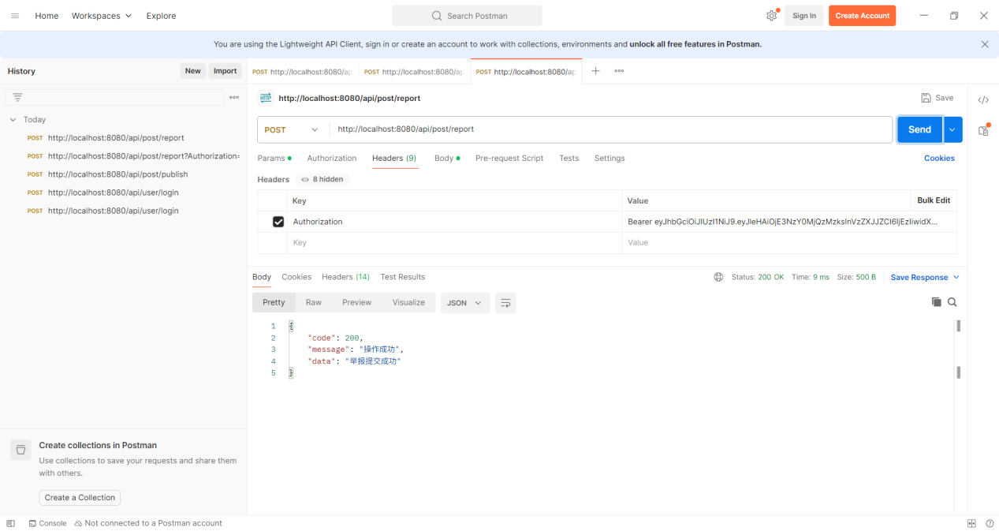 Home Workspaces Explore Search Postman Sign In Create Account
You are using the Lightweight API Client, sign in or create an account to work with collections, environments and unlock all free features in Postman.
History New Import
POST http://localhost:8080/ap POST http://localhost:8080/ap POST http://localhost:8080/ap
HTTP http://localhost:8080/api/post/report Save
Today
POST http://localhost:8080/api/post/report
POST http://localhost:8080/api/post/report?Authorization=
POST http://localhost:8080/api/post/publish
POST http://localhost:8080/api/user/login
POST http://localhost:8080/api/user/login
POST http://localhost:8080/api/post/report Send
Params Authorization Headers (9) Body Pre-request Script Tests Settings Cookies
Headers 8 hidden
Key Value Bulk Edit
Authorization Bearer eyJhbGciOiJIUzI1NiJ9.eyJleHAiOjE3NzY0MjQzMzksInVzZXJJZCI6IjEzIiwidX...
Key Value
Body Cookies Headers (14) Test Results Status: 200 OK Time: 9 ms Size: 500 B Save Response
Pretty Raw Preview Visualize JSON
1 {
2 "code": 200,
3 "message": "操作成功",
4 "data": "举报提交成功"
5 }
Create collections in Postman
Use collections to save your requests and share them
with others.
Create a Collection
Console Not connected to a Postman account